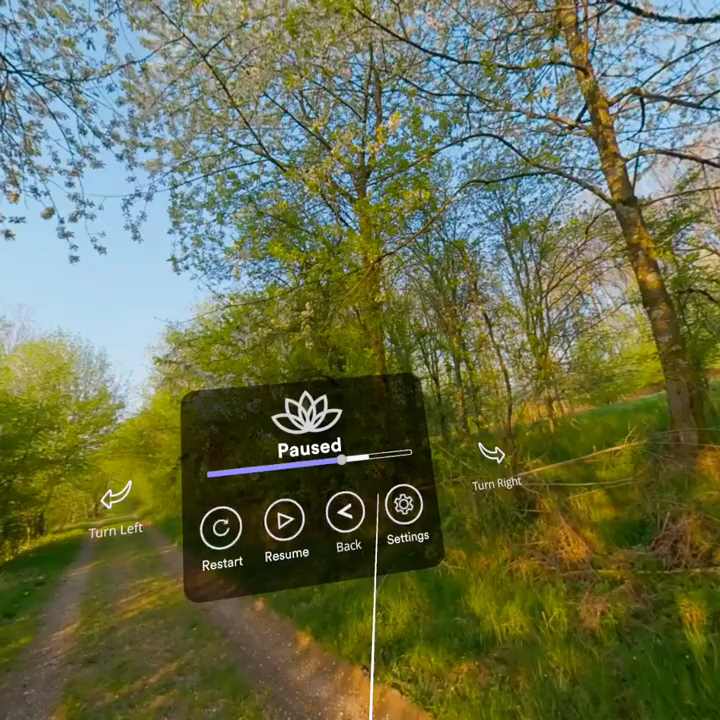 Paused
Turn Left
Turn Right
Restart
Resume
Back
Settings